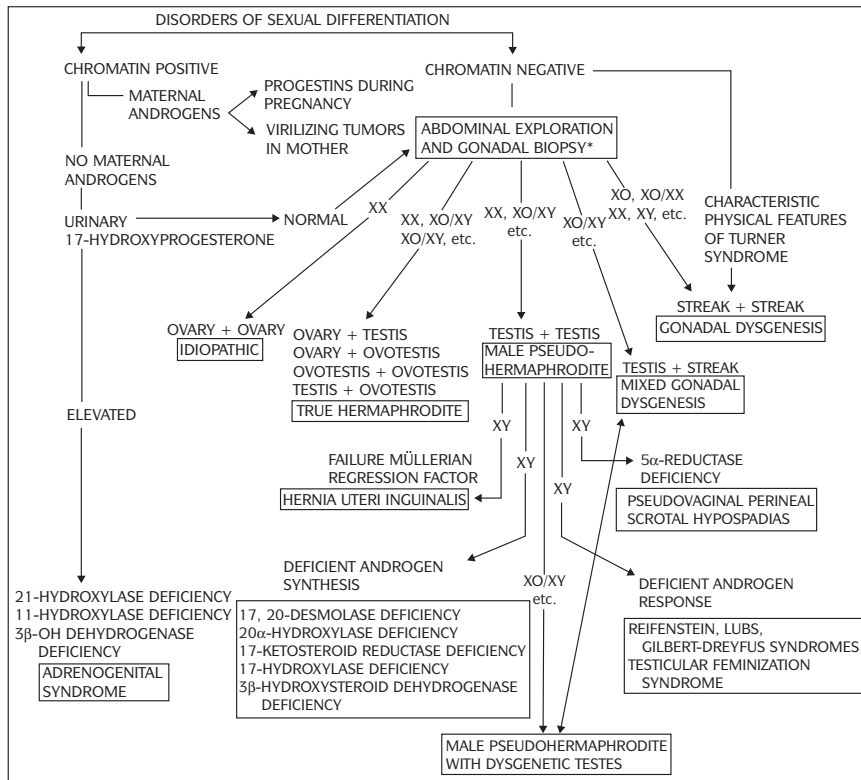 DISORDERS OF SEXUAL DIFFERENTIATION
CHROMATIN POSITIVE
CHROMATIN NEGATIVE
MATERNAL
ANDROGENS
PROGESTINS DURING
PREGNANCY
VIRILIZING TUMORS
IN MOTHER
ABDOMINAL EXPLORATION
AND GONADAL BIOPSY*
NO MATERNAL
ANDROGENS
URINARY
17-HYDROXYPROGESTERONE
NORMAL
XX
XX, XO/XY
XO/XY, etc.
XX, XO/XY
etc.
XO/XY
etc.
XO, XO/XX
XX, XY, etc.
CHARACTERISTIC
PHYSICAL FEATURES
OF TURNER
SYNDROME
STREAK + STREAK
GONADAL DYSGENESIS
OVARY + OVARY
IDIOPATHIC
OVARY + TESTIS
OVARY + OVOTESTIS
OVOTESTIS + OVOTESTIS
TESTIS + OVOTESTIS
TRUE HERMAPHRODITE
TESTIS + TESTIS
MALE PSEUDO-
HERMAPHRODITE
TESTIS + STREAK
MIXED GONADAL
DYSGENESIS
ELEVATED
XY
XY
XY
XY
FAILURE MÜLLERIAN
REGRESSION FACTOR
HERNIA UTERI INGUINALIS
5α-REDUCTASE
DEFICIENCY
PSEUDOVAGINAL PERINEAL
SCROTAL HYPOSPADIAS
DEFICIENT ANDROGEN
SYNTHESIS
17, 20-DESMOLASE DEFICIENCY
20α-HYDROXYLASE DEFICIENCY
17-KETOSTEROID REDUCTASE DEFICIENCY
17-HYDROXYLASE DEFICIENCY
3β-HYDROXYSTEROID DEHYDROGENASE
DEFICIENCY
XO/XY
etc.
DEFICIENT ANDROGEN
RESPONSE
REIFENSTEIN, LUBS,
GILBERT-DREYFUS SYNDROMES
TESTICULAR FEMINIZATION
SYNDROME
21-HYDROXYLASE DEFICIENCY
11-HYDROXYLASE DEFICIENCY
3β-OH DEHYDROGENASE
DEFICIENCY
ADRENOGENITAL
SYNDROME
MALE PSEUDOHERMAPHRODITE
WITH DYSGENETIC TESTES